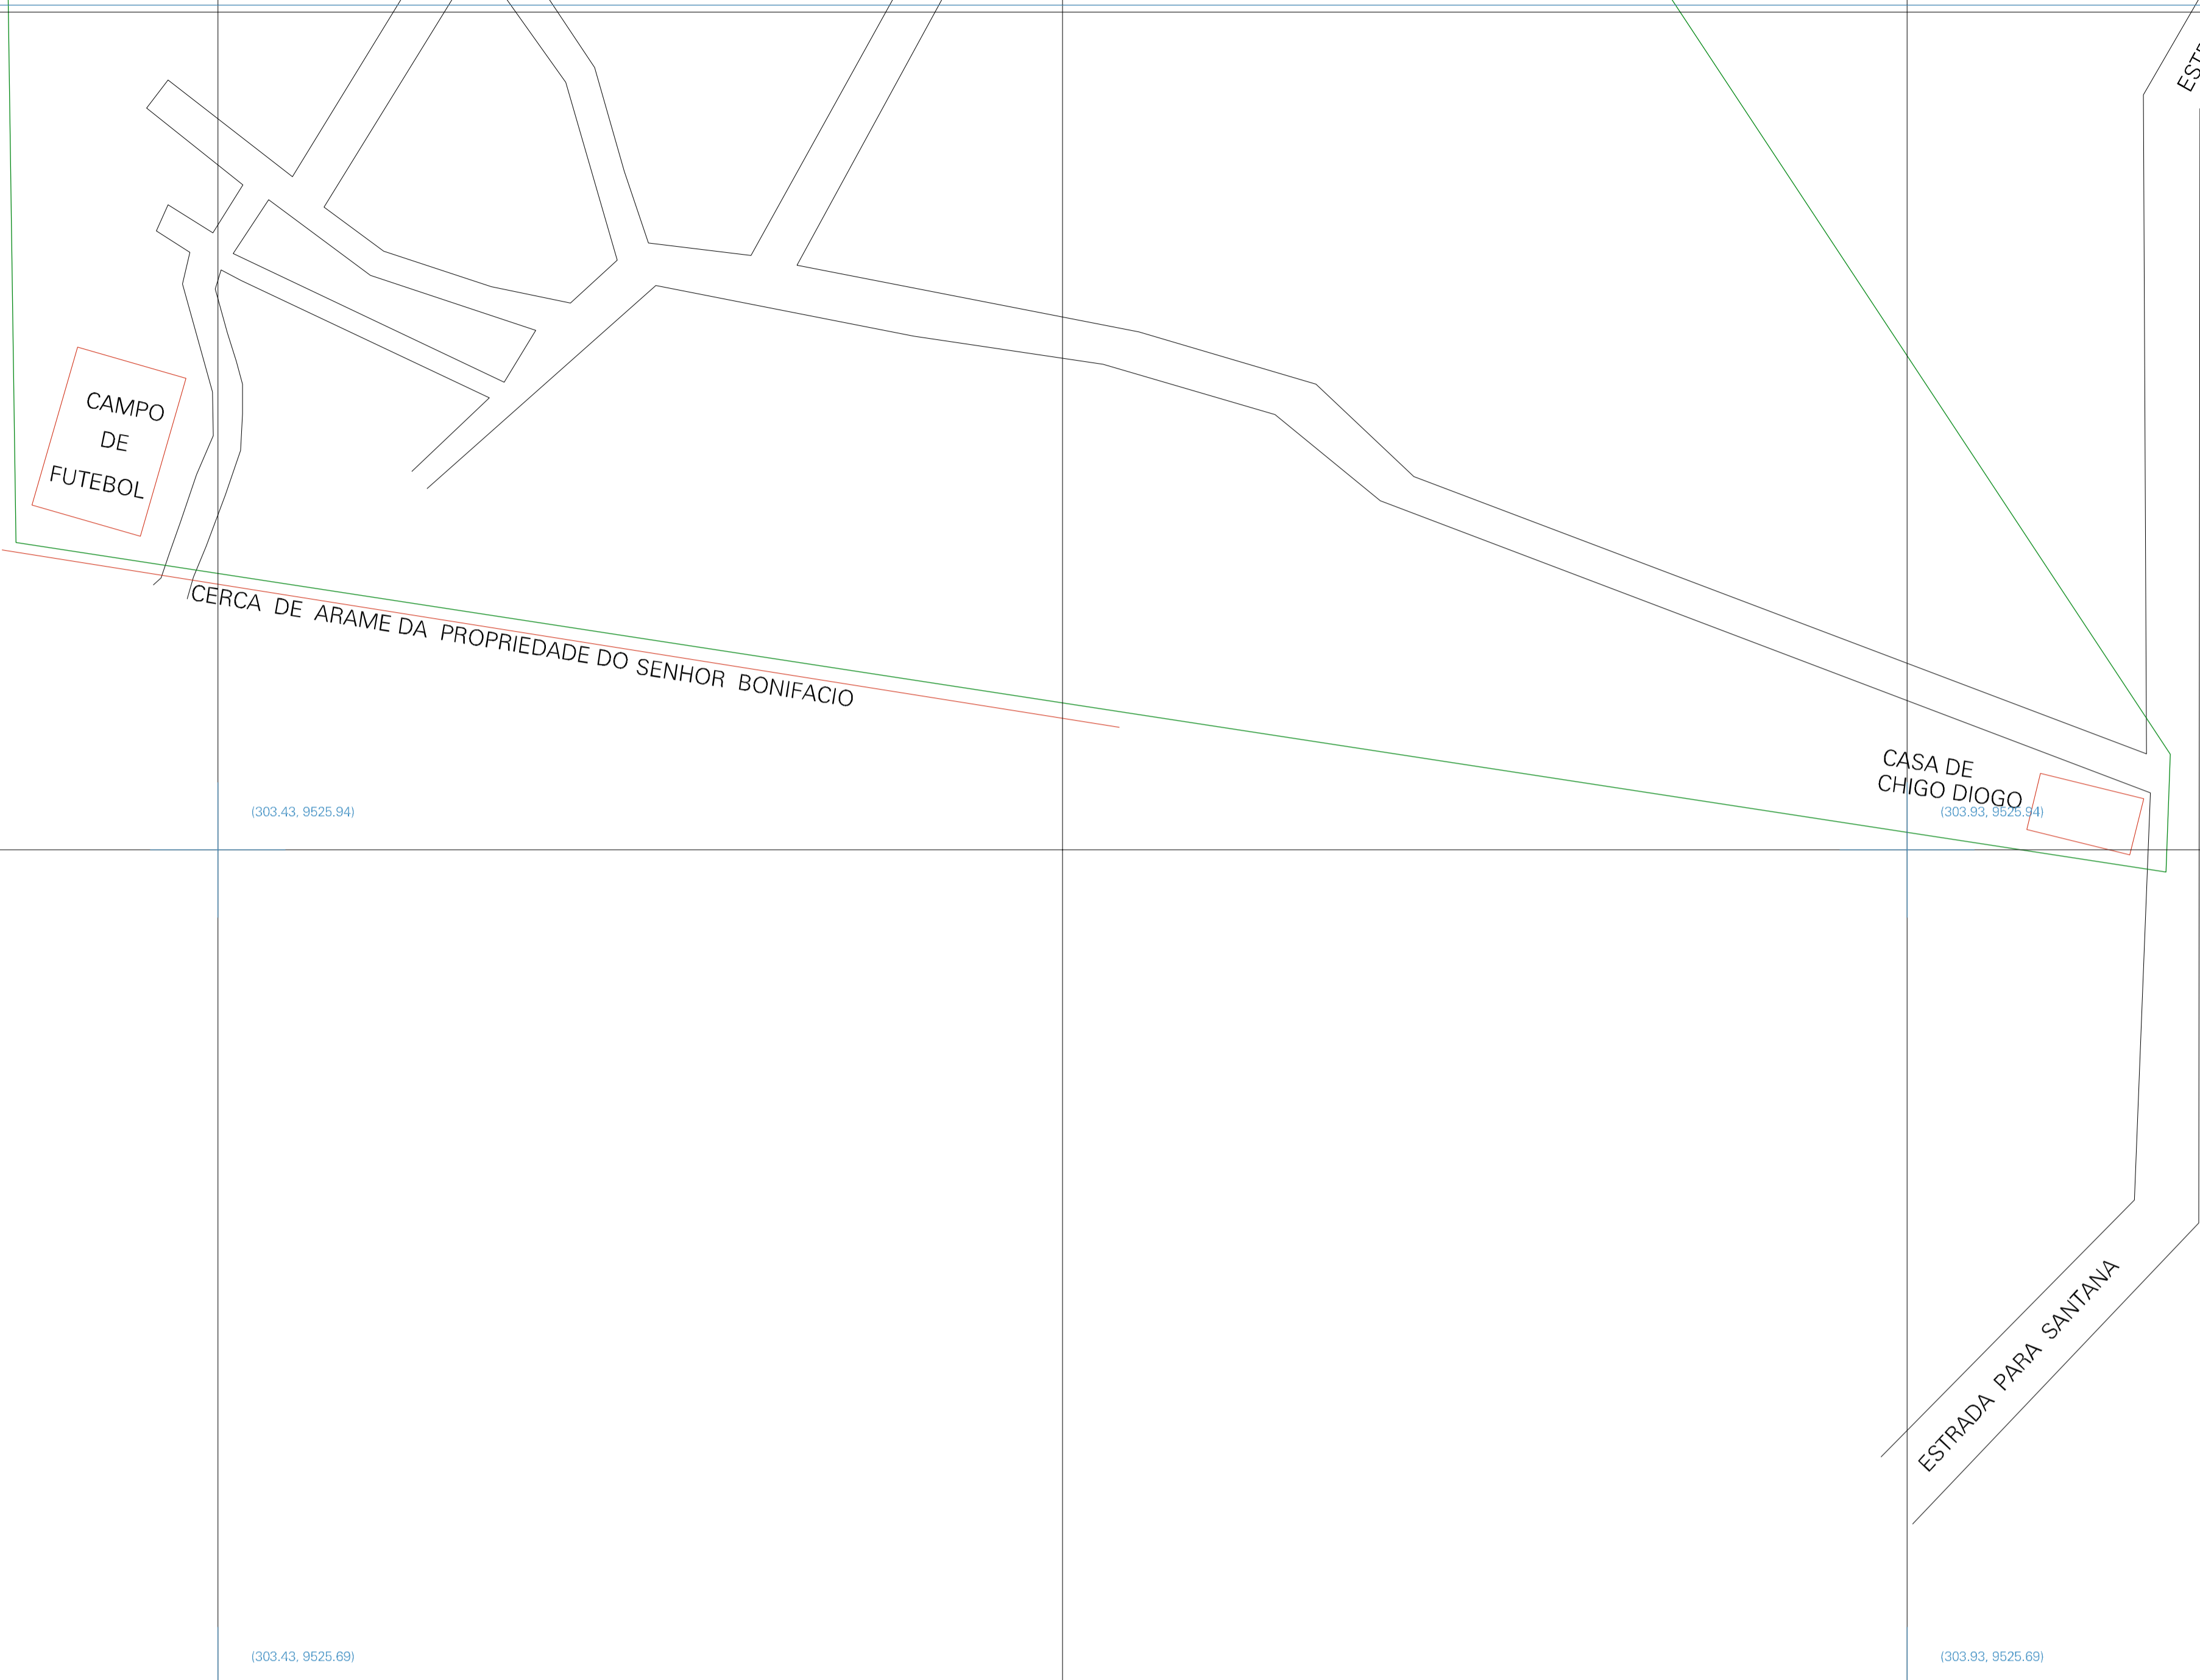 CAMPO
DE
FUTEBOL
CERCA DE ARAME DA PROPRIEDADE DO SENHOR BONIFACIO
CASA DE
CHIGO DIOGO
(303.43, 9525.94)
(303.93, 9525.94)
ESTRADA PARA SANTANA
(303.43, 9525.69)
(303.93, 9525.69)